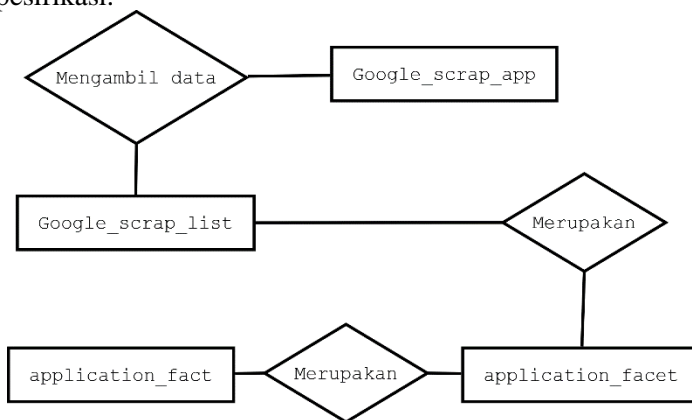 Mengambil data
Google_scrap_app
Google_scrap_list
Merupakan
application_fact
Merupakan
application_facet